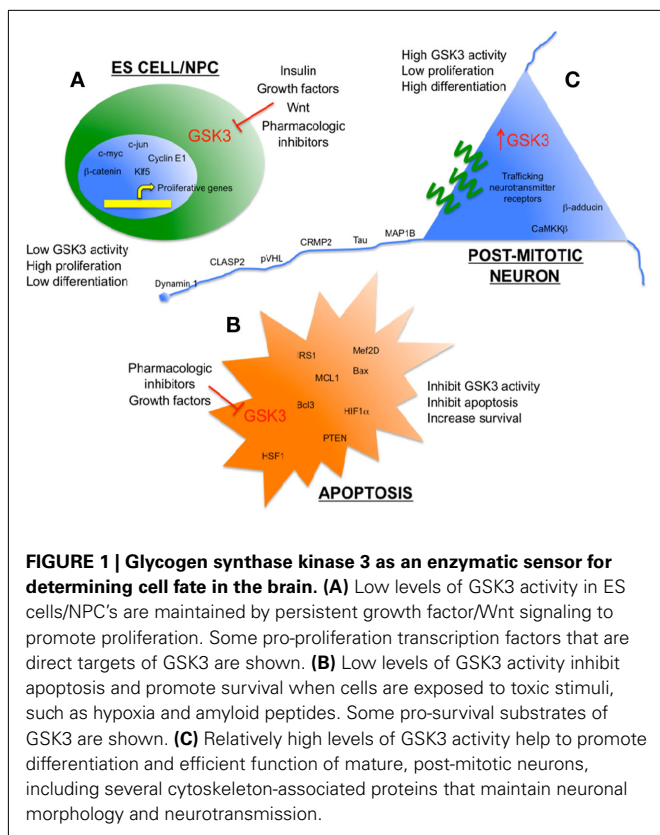 A
ES CELL/NPC
Insulin
Growth factors
Wnt
Pharmacologic
inhibitors
GSK3
c-jun
c-myc
Cyclin E1
β-catenin
Klf5
Proliferative genes
Low GSK3 activity
High proliferation
Low differentiation
High GSK3 activity
Low proliferation
High differentiation
C
↑GSK3
Trafficking
neurotransmitter
receptors
β-adducin
CaMKKβ
POST-MITOTIC
NEURON
MAP1B
Tau
CRMP2
pVHL
CLASP2
Dynamin 1
B
Pharmacologic
inhibitors
Growth factors
GSK3
IRS1
Mef2D
MCL1
Bax
Bcl3
HIF1α
PTEN
HSF1
Inhibit GSK3 activity
Inhibit apoptosis
Increase survival
APOPTOSIS
FIGURE 1 | Glycogen synthase kinase 3 as an enzymatic sensor for
determining cell fate in the brain. (A) Low levels of GSK3 activity in ES
cells/NPC's are maintained by persistent growth factor/Wnt signaling to
promote proliferation. Some pro-proliferation transcription factors that are
direct targets of GSK3 are shown. (B) Low levels of GSK3 activity inhibit
apoptosis and promote survival when cells are exposed to toxic stimuli,
such as hypoxia and amyloid peptides. Some pro-survival substrates of
GSK3 are shown. (C) Relatively high levels of GSK3 activity help to promote
differentiation and efficient function of mature, post-mitotic neurons,
including several cytoskeleton-associated proteins that maintain neuronal
morphology and neurotransmission.